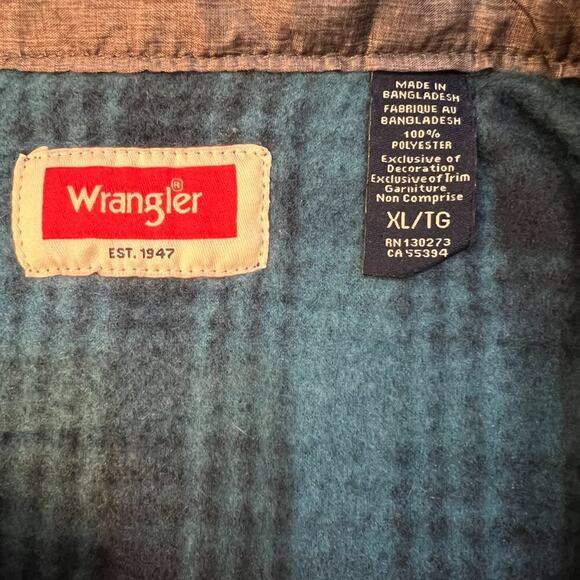 Wrangler®
EST. 1947
MADE IN
BANGLADESH
FABRIQUE AU
BANGLADESH
100%
POLYESTER
Exclusive of
Decoration
Exclusive of Trim
Garniture
Non Comprise
XL/TG
RN 130273
CA 55394